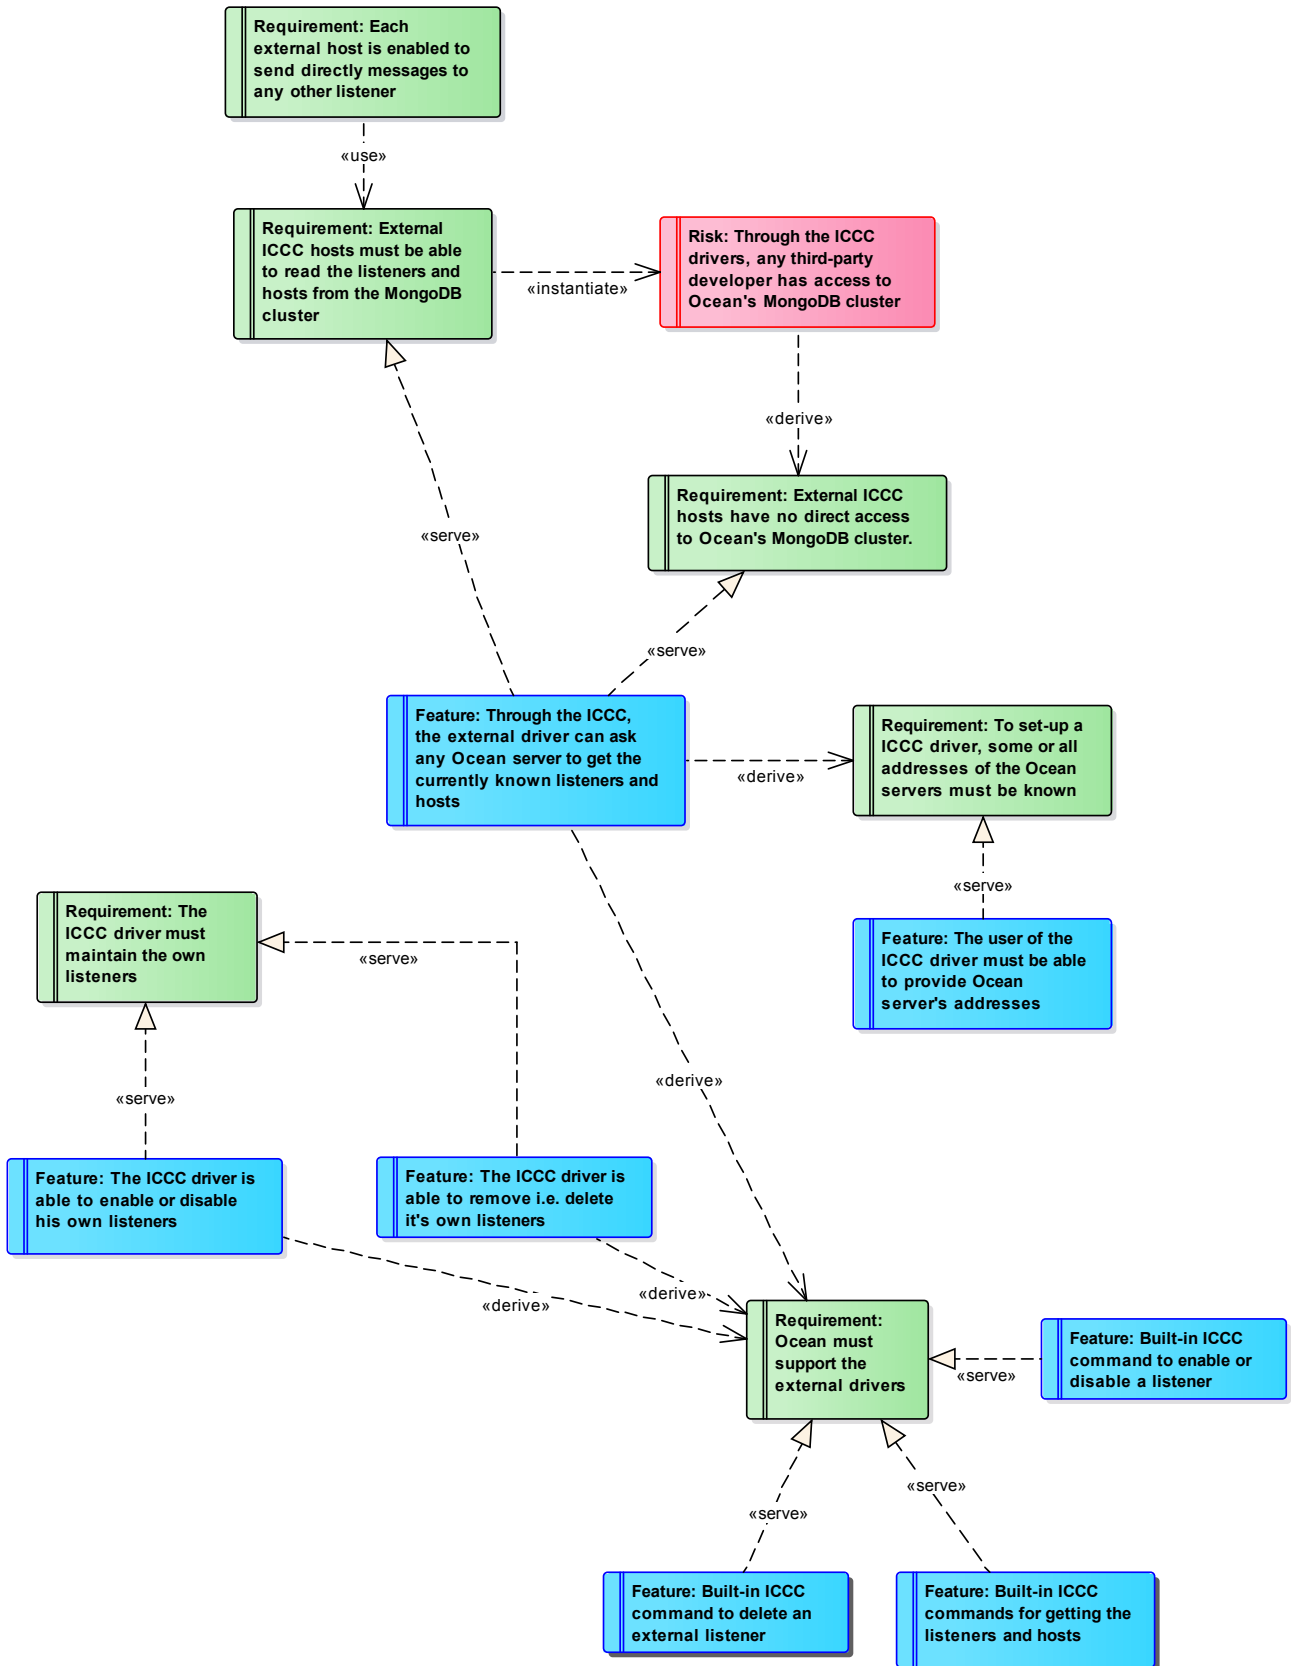 Requirement: Each
external host is enabled to
send directly messages to
any other listener
«use»
Requirement: External
ICCC hosts must be able
to read the listeners and
hosts from the MongoDB
cluster
«instantiate»
Risk: Through the ICCC
drivers, any third-party
developer has access to
Ocean's MongoDB cluster
«derive»
Requirement: External ICCC
hosts have no direct access
to Ocean's MongoDB cluster.
«serve»
«serve»
Feature: Through the ICCC,
the external driver can ask
any Ocean server to get the
currently known listeners and
hosts
«derive»
Requirement: To set-up a
ICCC driver, some or all
addresses of the Ocean
servers must be known
«serve»
Feature: The user of the
ICCC driver must be able
to provide Ocean
server's addresses
Requirement: The
ICCC driver must
maintain the own
listeners
«serve»
«serve»
«derive»
Feature: The ICCC driver is
able to enable or disable
his own listeners
Feature: The ICCC driver is
able to remove i.e. delete
it's own listeners
«derive»
«derive»
Requirement:
Ocean must
support the
external drivers
«serve»
Feature: Built-in ICCC
command to enable or
disable a listener
«serve»
«serve»
Feature: Built-in ICCC
command to delete an
external listener
Feature: Built-in ICCC
commands for getting the
listeners and hosts